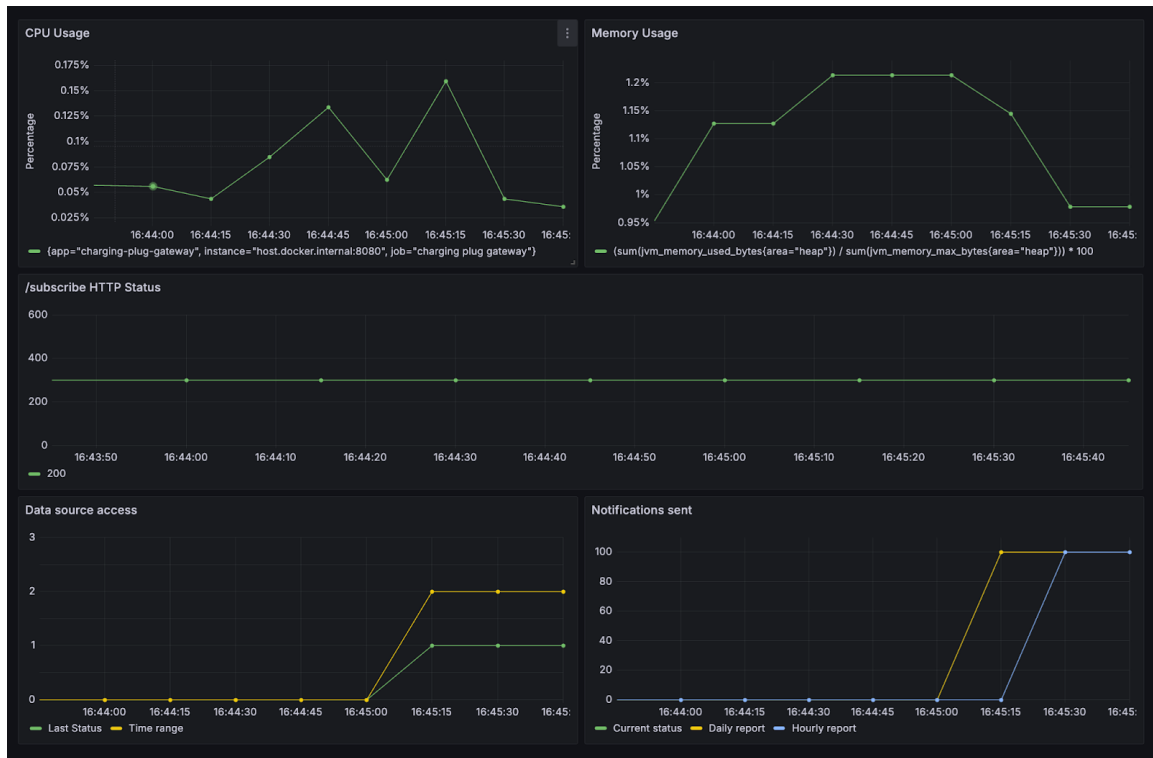 CPU Usage
Percentage
0.175%
0.15%
0.125%
0.1%
0.075%
0.05%
0.025%
16:44:00 16:44:15 16:44:30 16:44:45 16:45:00 16:45:15 16:45:30 16:45:
{app="charging-plug-gateway", instance="host.docker.internal:8080", job="charging plug gateway"}
Memory Usage
Percentage
1.2%
1.15%
1.1%
1.05%
1%
0.95%
16:44:00 16:44:15 16:44:30 16:44:45 16:45:00 16:45:15 16:45:30 16:45:
(sum(jvm_memory_used_bytes{area="heap"}) / sum(jvm_memory_max_bytes{area="heap"})) * 100
/subscribe HTTP Status
600
400
200
0
16:43:50 16:44:00 16:44:10 16:44:20 16:44:30 16:44:40 16:44:50 16:45:00 16:45:10 16:45:20 16:45:30 16:45:40
200
Data source access
3
2
1
0
16:44:00 16:44:15 16:44:30 16:44:45 16:45:00 16:45:15 16:45:30 16:45:
Last Status Time range
Notifications sent
100
80
60
40
20
0
16:44:00 16:44:15 16:44:30 16:44:45 16:45:00 16:45:15 16:45:30 16:45:
Current status Daily report Hourly report